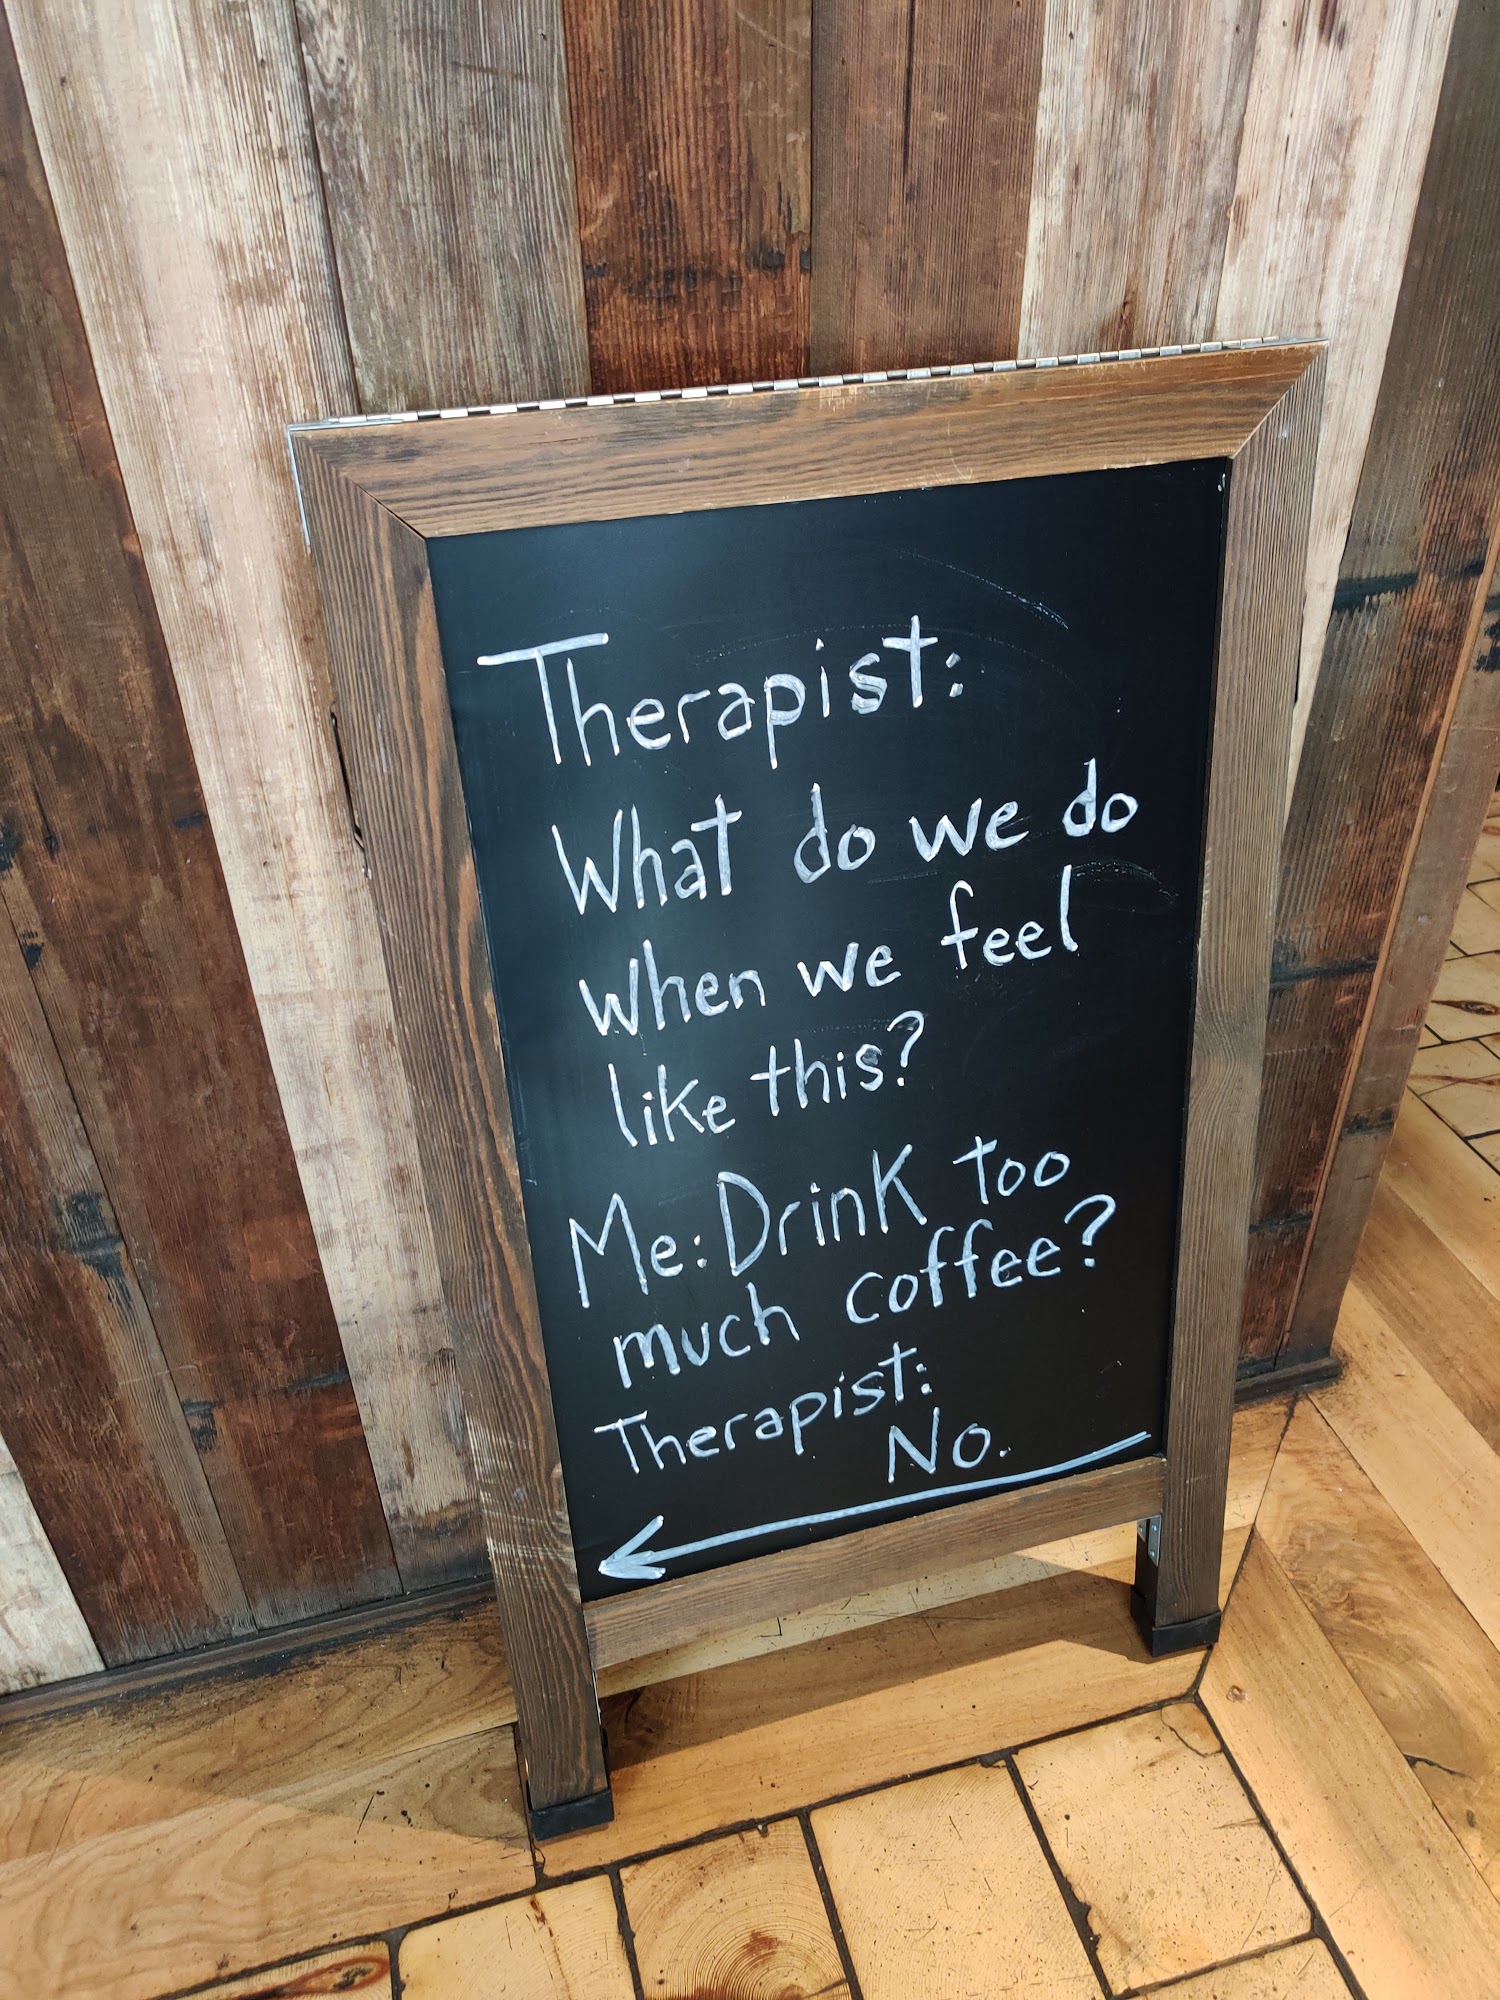 Therapist:
What do we do
when we feel
like this?
Me: Drink too
much coffee?
Therapist:
No.